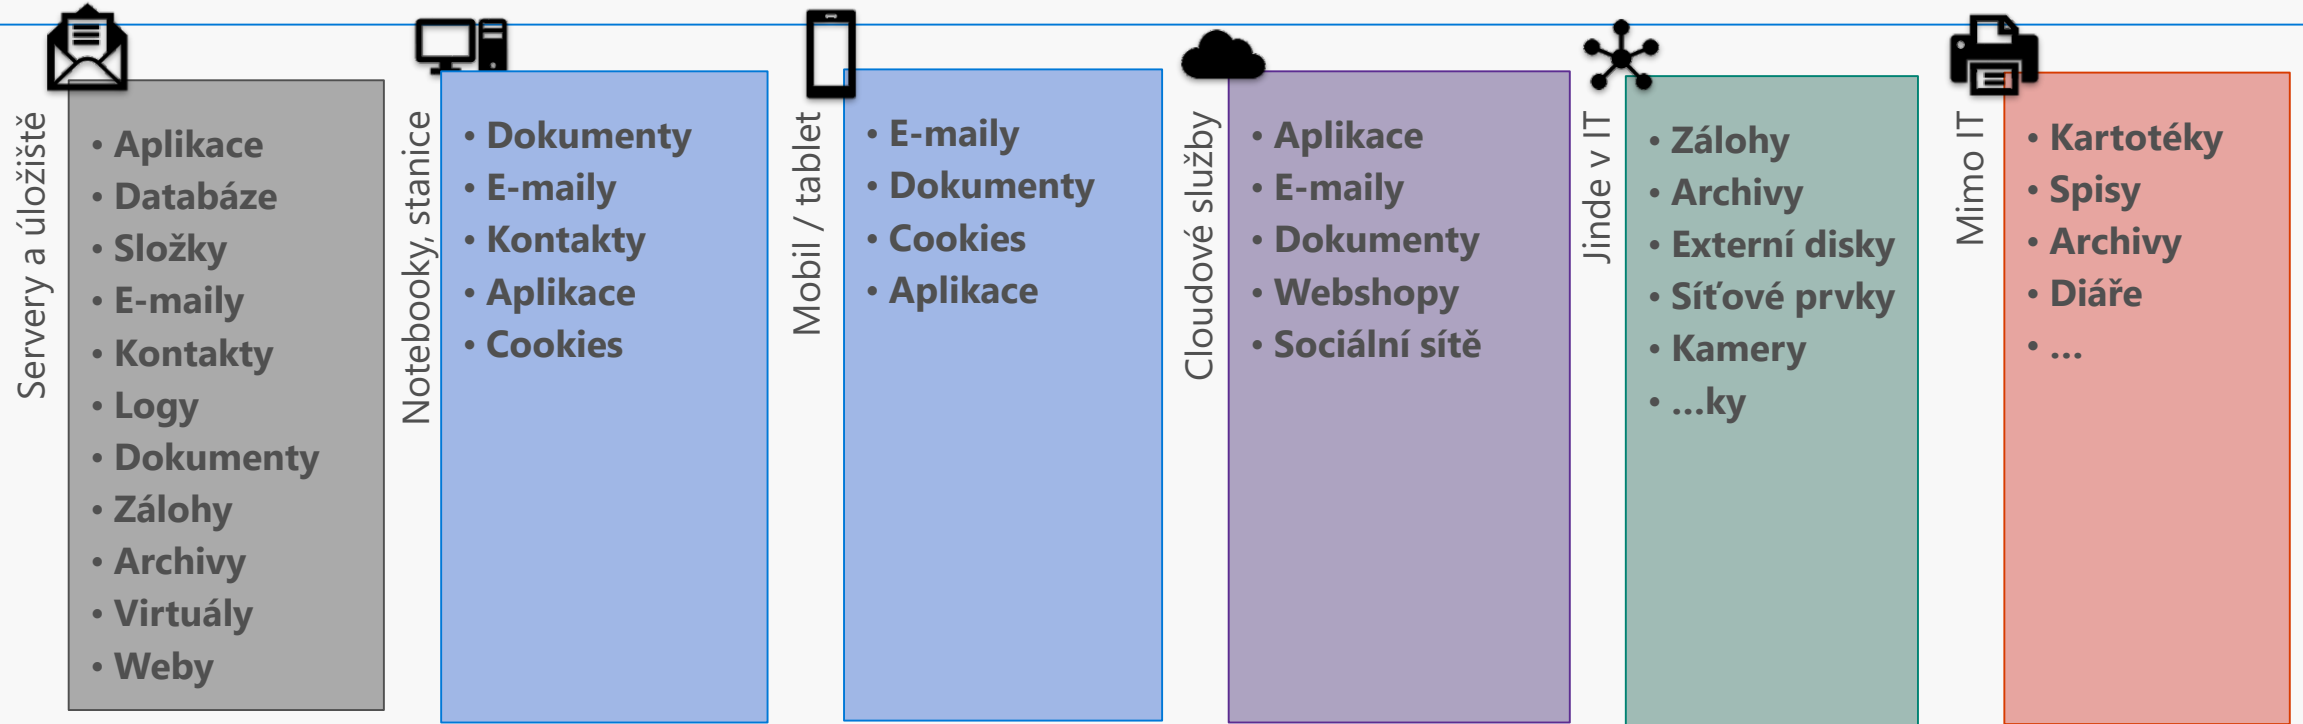 Servery a úložiště
• Aplikace
• Databáze
• Složky
• E-maily
• Kontakty
• Logy
• Dokumenty
• Zálohy
• Archivy
• Virtuály
• Weby
Notebooky, stanice
• Dokumenty
• E-maily
• Kontakty
• Aplikace
• Cookies
Mobil / tablet
• E-maily
• Dokumenty
• Cookies
• Aplikace
Cloudové služby
• Aplikace
• E-maily
• Dokumenty
• Webshopy
• Sociální sítě
Jinde v IT
• Zálohy
• Archivy
• Externí disky
• Síťové prvky
• Kamery
• …ky
Mimo IT
• Kartotéky
• Spisy
• Archivy
• Diáře
• …